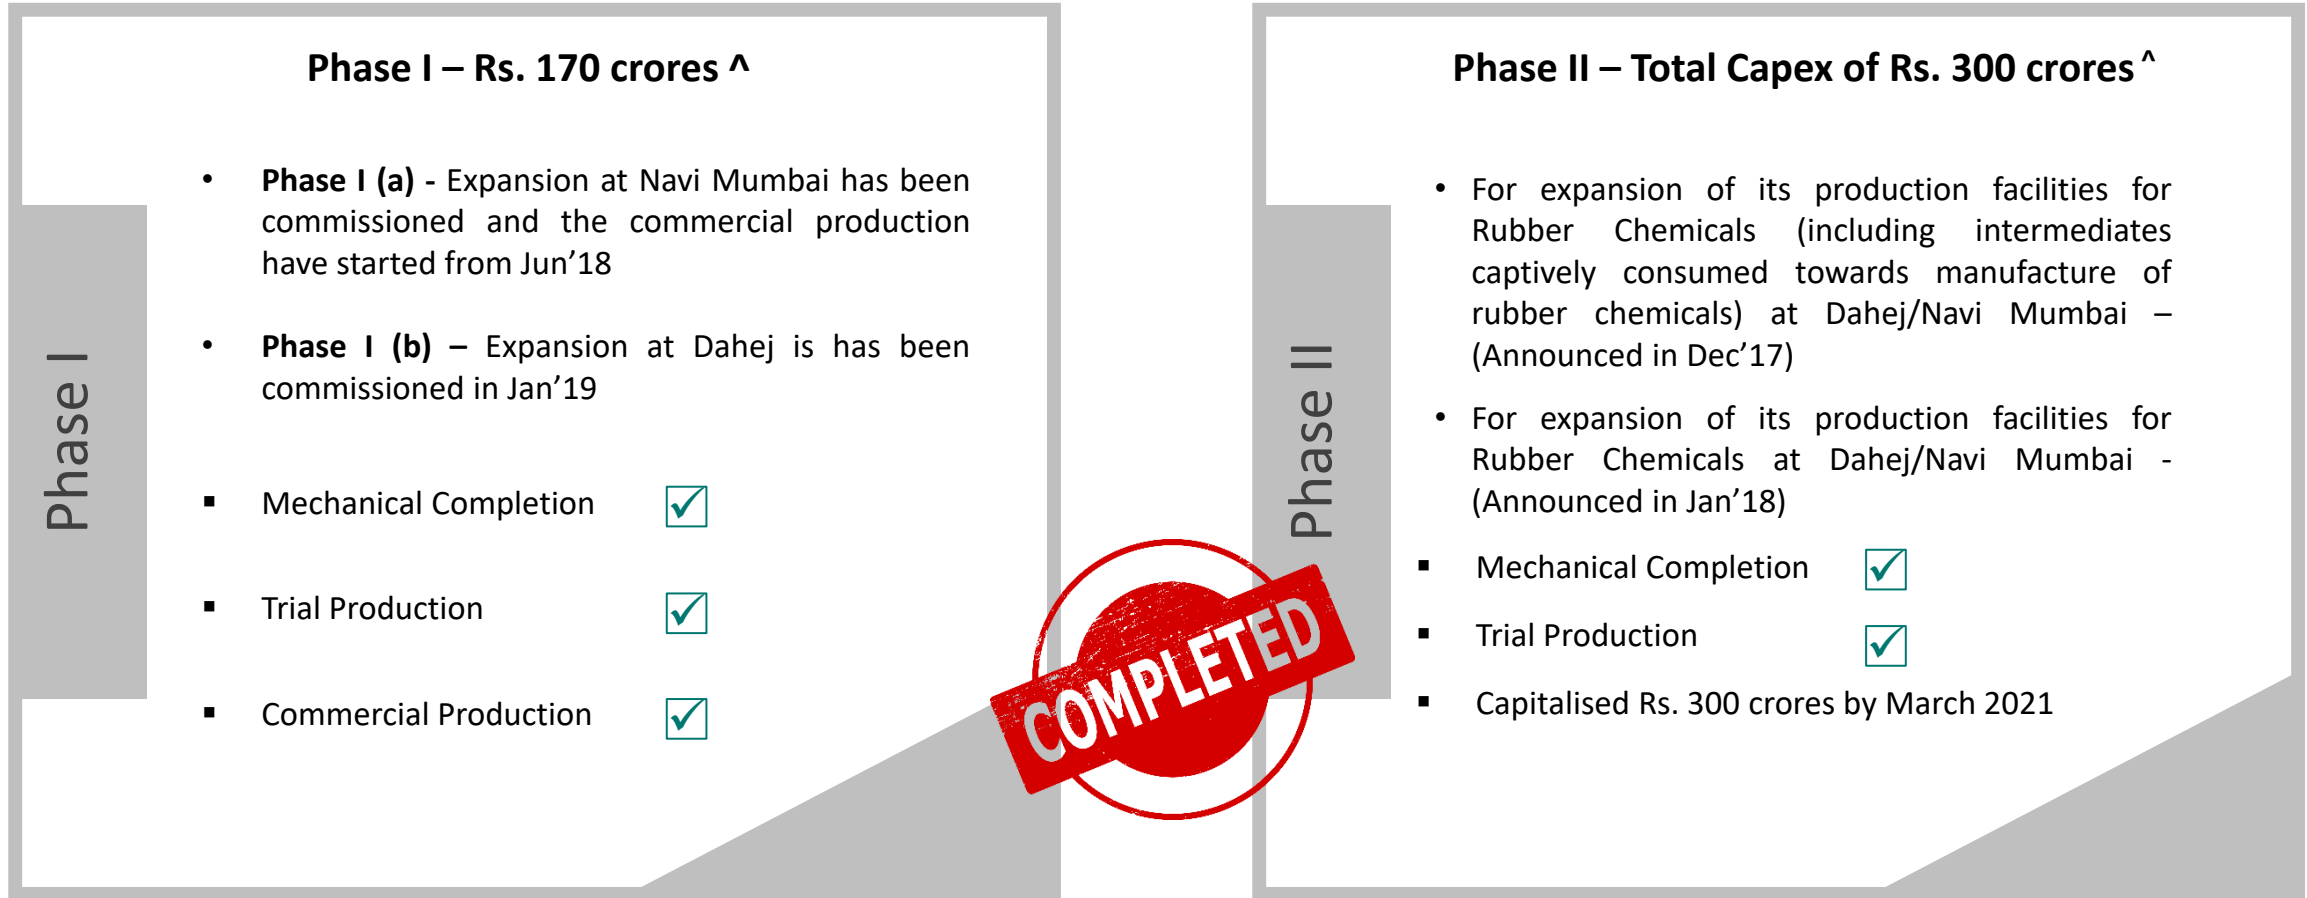 Phase I – Rs. 170 crores ^
Phase I
• Phase I (a) - Expansion at Navi Mumbai has been
commissioned and the commercial production
have started from Jun’18
• Phase I (b) – Expansion at Dahej is has been
commissioned in Jan’19
▪ Mechanical Completion ☑
▪ Trial Production ☑
▪ Commercial Production ☑
COMPLETED
Phase II – Total Capex of Rs. 300 crores ^
Phase II
• For expansion of its production facilities for
Rubber Chemicals (including intermediates
captively consumed towards manufacture of
rubber chemicals) at Dahej/Navi Mumbai –
(Announced in Dec’17)
• For expansion of its production facilities for
Rubber Chemicals at Dahej/Navi Mumbai -
(Announced in Jan’18)
▪ Mechanical Completion ☑
▪ Trial Production ☑
▪ Capitalised Rs. 300 crores by March 2021